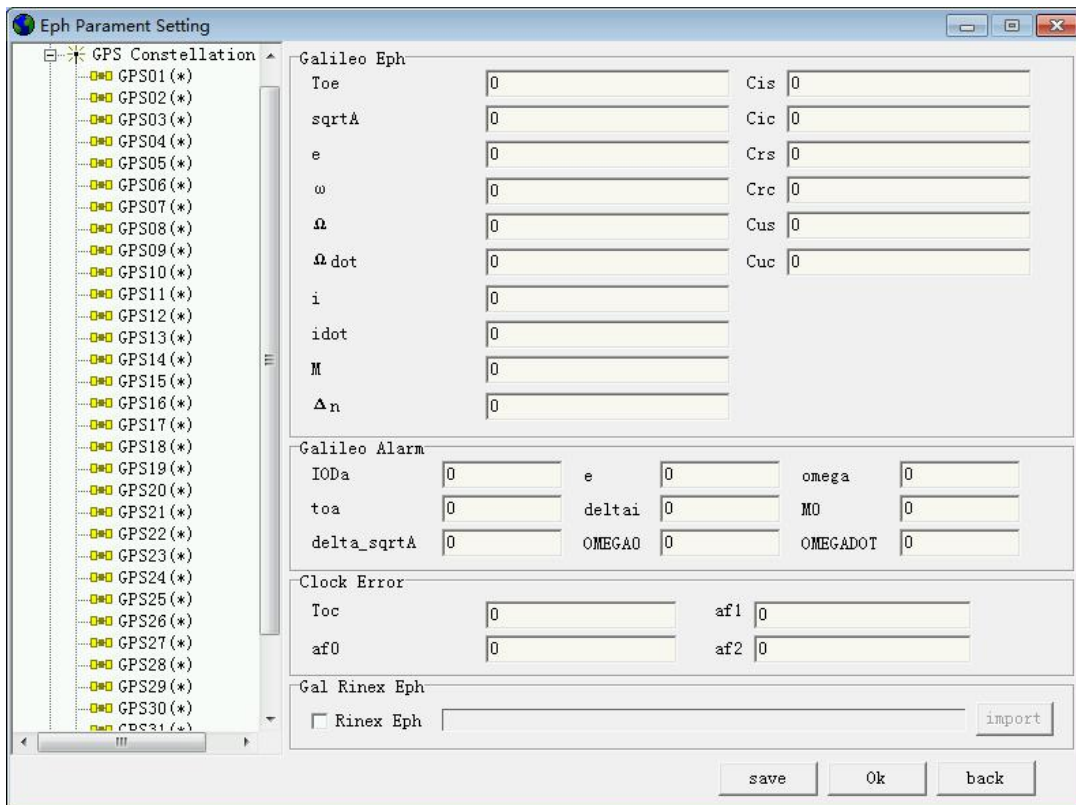 Eph Parament Setting
GPS Constellation
GPS01(*)
GPS02(*)
GPS03(*)
GPS04(*)
GPS05(*)
GPS06(*)
GPS07(*)
GPS08(*)
GPS09(*)
GPS10(*)
GPS11(*)
GPS12(*)
GPS13(*)
GPS14(*)
GPS15(*)
GPS16(*)
GPS17(*)
GPS18(*)
GPS19(*)
GPS20(*)
GPS21(*)
GPS22(*)
GPS23(*)
GPS24(*)
GPS25(*)
GPS26(*)
GPS27(*)
GPS28(*)
GPS29(*)
GPS30(*)
GPS31(*)
Galileo Eph
Toe 0 Cis 0
sqrtA 0 Cic 0
e 0 Crs 0
ω 0 Crc 0
Ω 0 Cus 0
Ω dot 0 Cuc 0
i 0
idot 0
M 0
Δn 0
Galileo Alarm
IODa 0 e 0 omega 0
toa 0 deltai 0 M0 0
delta_sqrtA 0 OMEGA0 0 OMEGADOT 0
Clock Error
Toc 0 af1 0
af0 0 af2 0
Gal Rinex Eph
Rinex Eph import
save Ok back